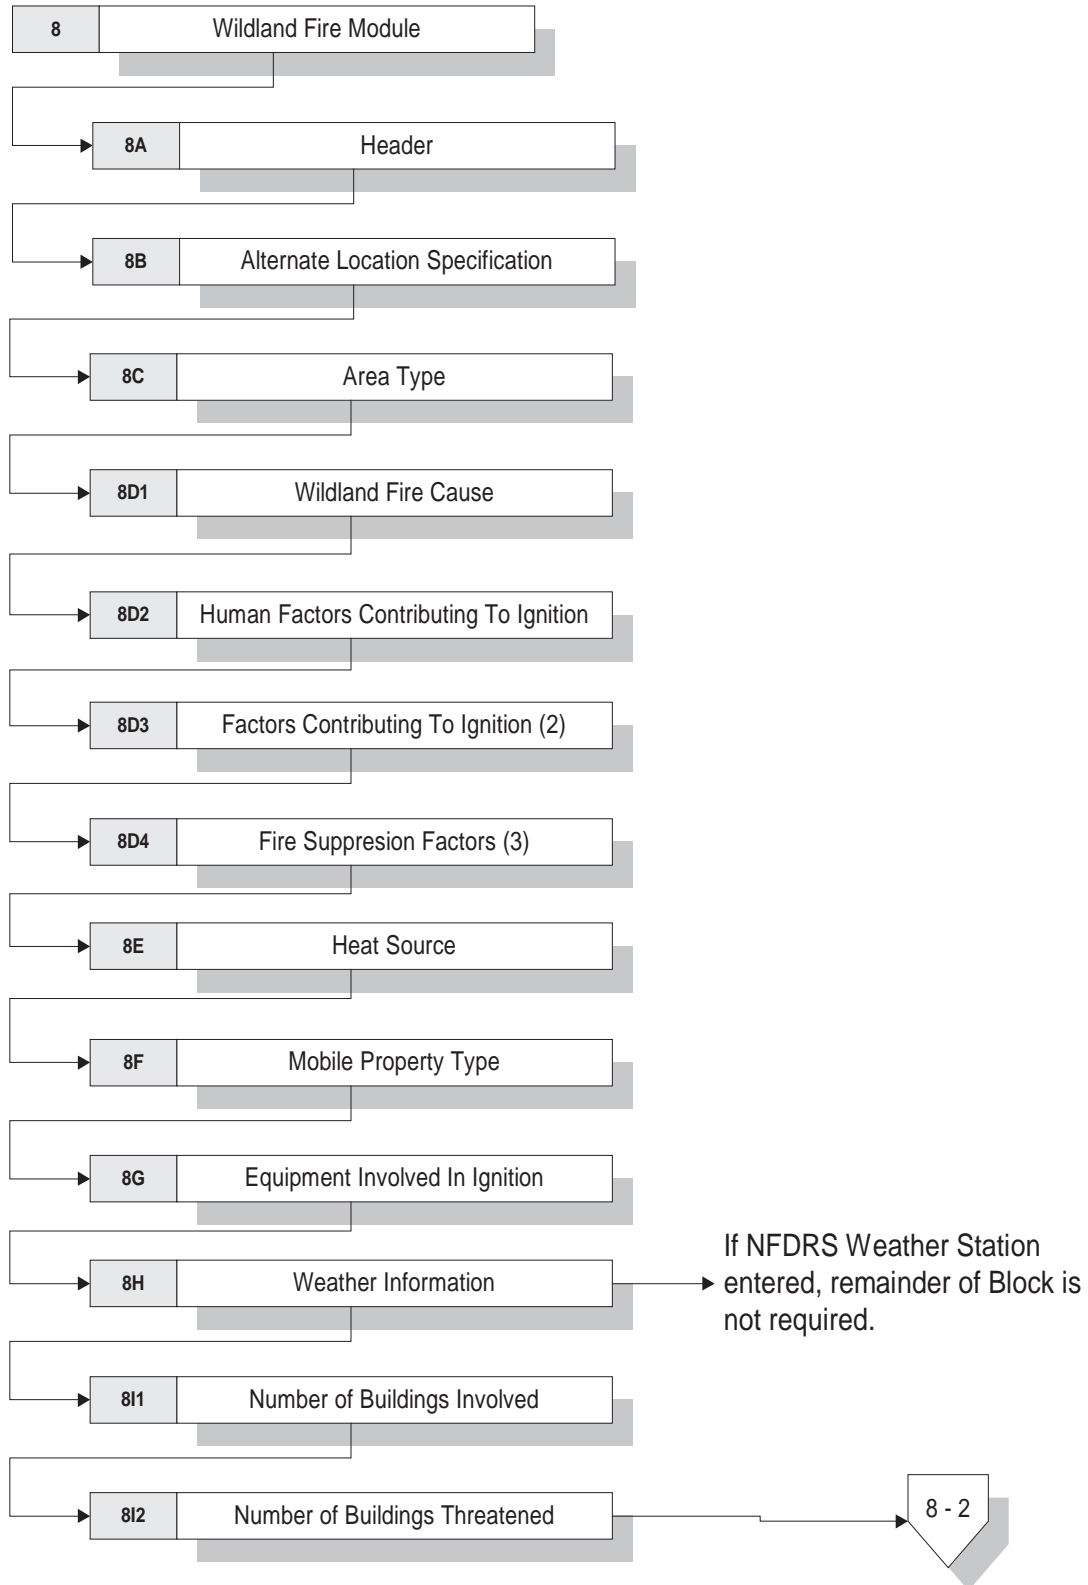 8 Wildland Fire Module
8A Header
8B Alternate Location Specification
8C Area Type
8D1 Wildland Fire Cause
8D2 Human Factors Contributing To Ignition
8D3 Factors Contributing To Ignition (2)
8D4 Fire Suppresion Factors (3)
8E Heat Source
8F Mobile Property Type
8G Equipment Involved In Ignition
8H Weather Information
If NFDRS Weather Station
entered, remainder of Block is
not required.
8I1 Number of Buildings Involved
8I2 Number of Buildings Threatened
8 - 2